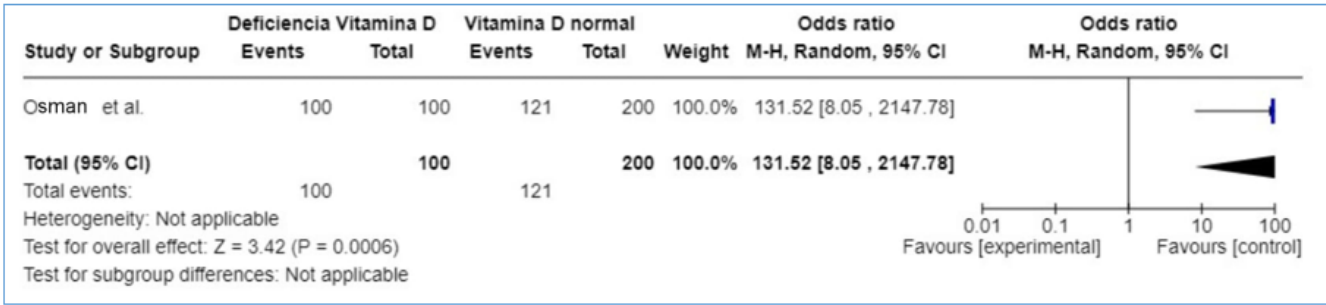 Deficiencia Vitamina D Vitamina D normal Odds ratio Odds ratio
Study or Subgroup Events Total Events Total Weight M-H, Random, 95% CI M-H, Random, 95% CI
Osman et al. 100 100 121 200 100.0% 131.52 [8.05 , 2147.78]
Total (95% CI) 100 200 100.0% 131.52 [8.05 , 2147.78]
Total events: 100 121
Heterogeneity: Not applicable
0.01 0.1 1 10 100
Test for overall effect: Z = 3.42 (P = 0.0006) Favours [experimental] Favours [control]
Test for subgroup differences: Not applicable